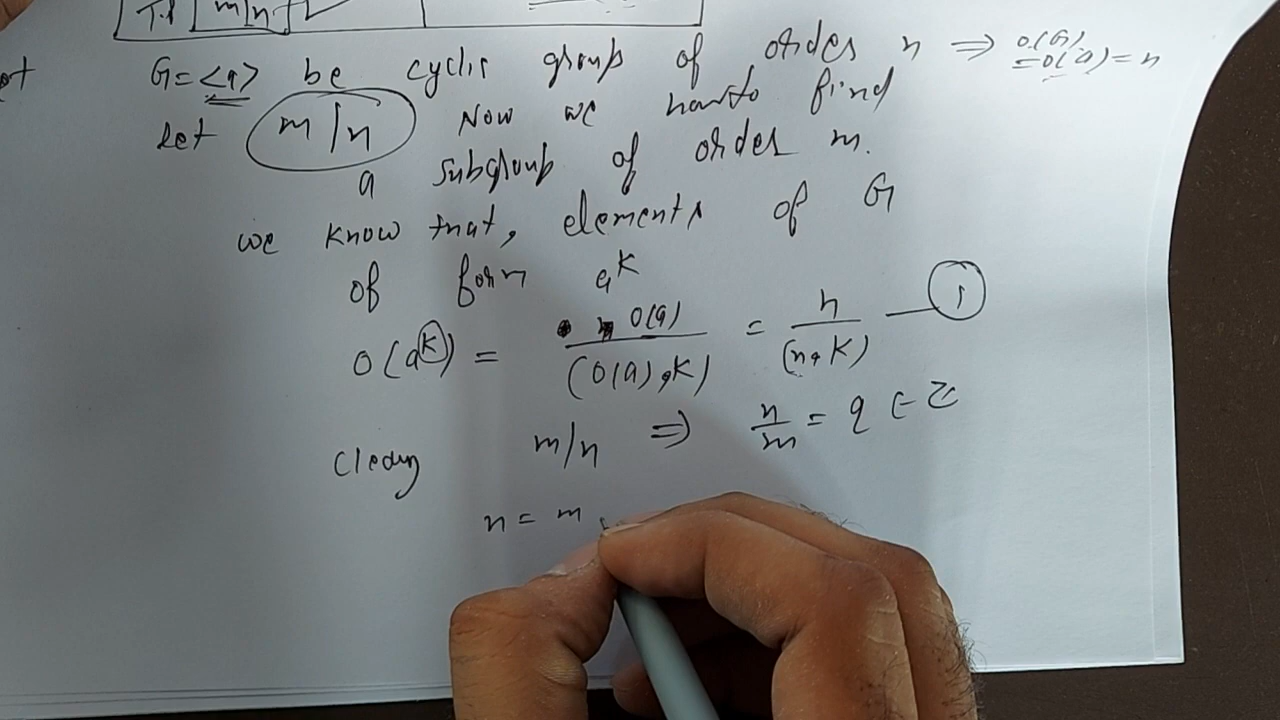 m/n
G=<a> be cyclic group of order n ⇒ O(G)
=O(a)=n
Let m/n Now we have to find
a subgroup of order m.
we know that, elements of G
of form a^K
O(a^K) = O(a)/(O(a),K) = n/(n,K) — 1
Clearly m/n ⇒ n/m = q ∈ Z
n = m